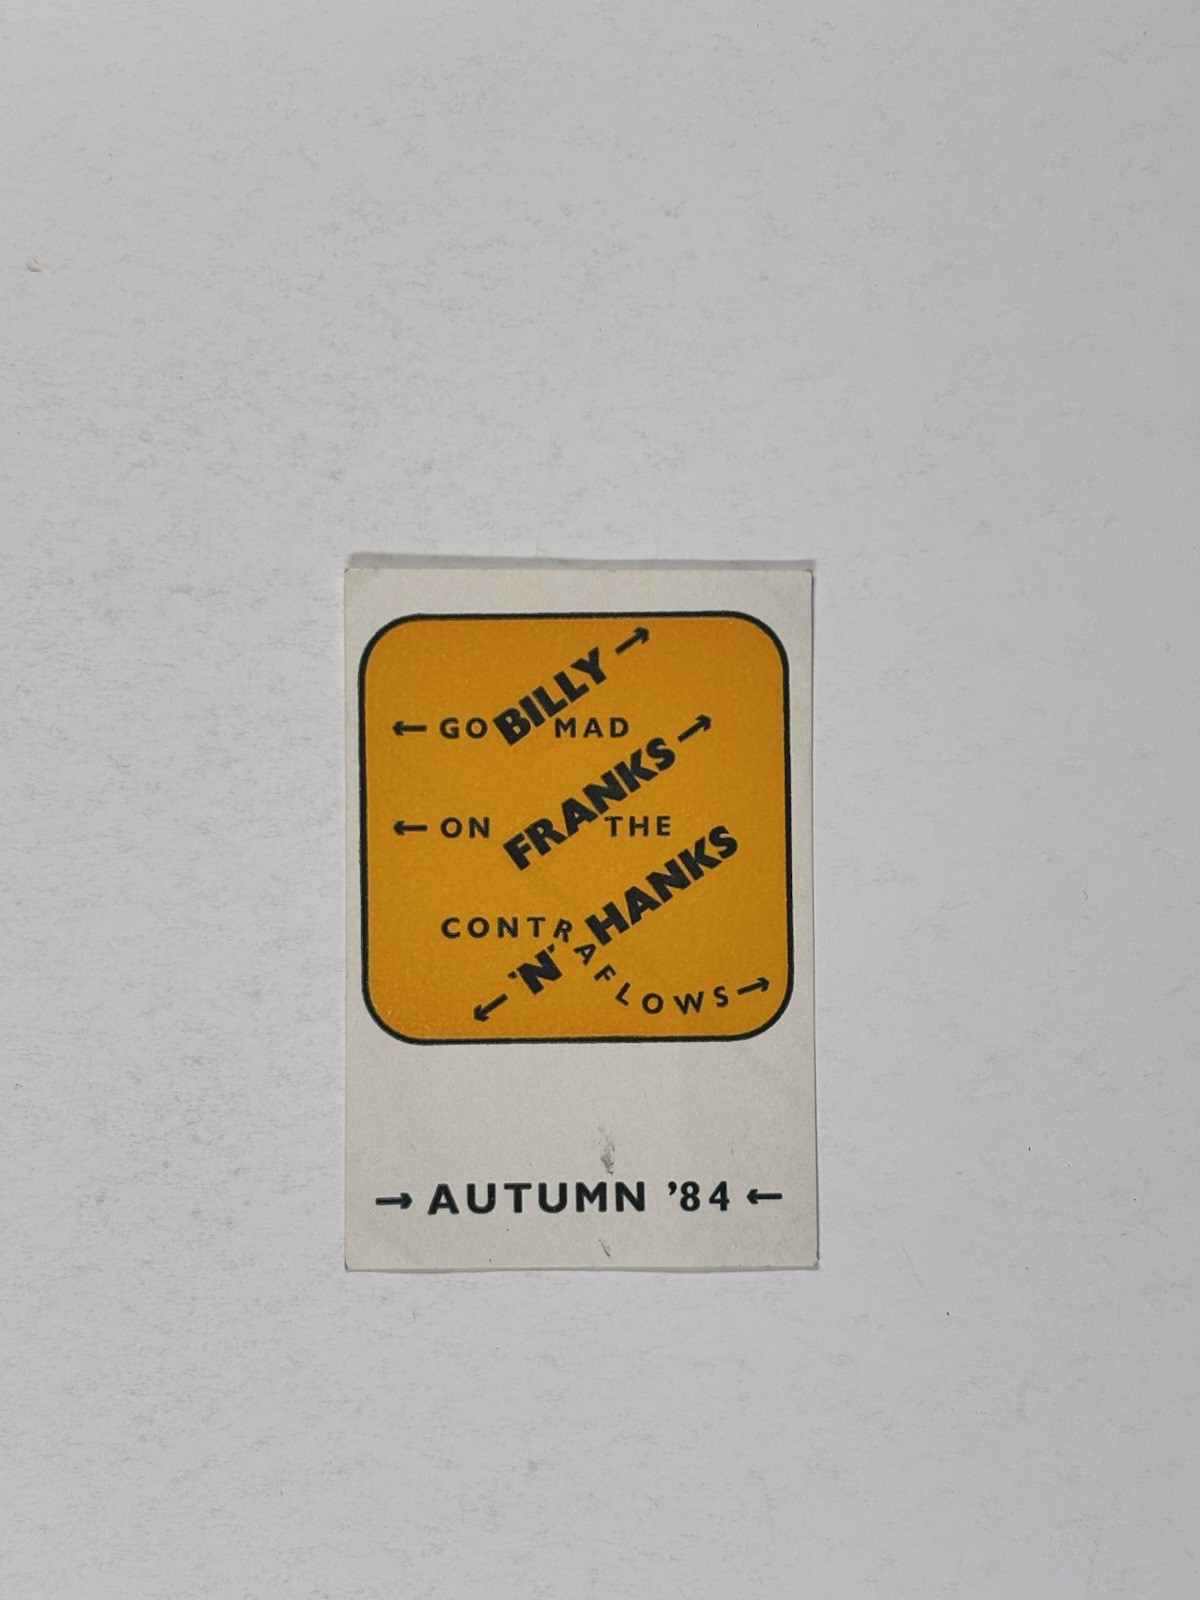 BILLY
← GO MAD
FRANKS
← ON THE
'N' HANKS
CONTRAFLOWS
→ AUTUMN '84 ←